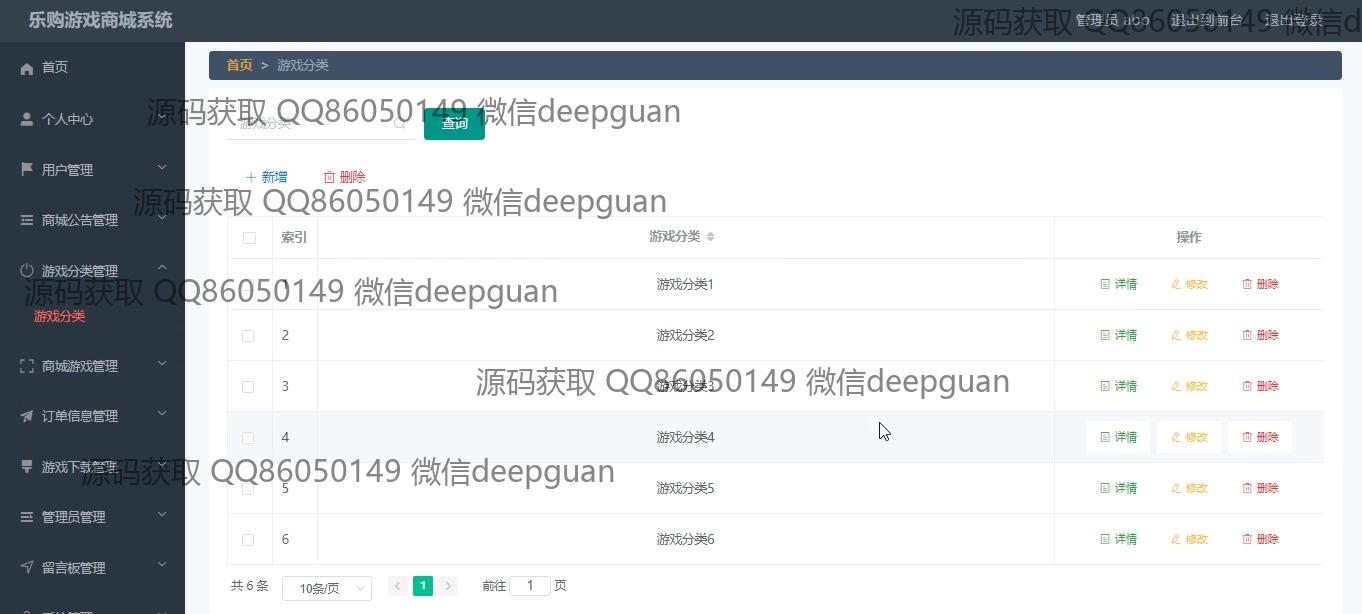 乐购游戏商城系统
管理员 abo 退出到前台 退出登录
源码获取 QQ86050149 微信d
首页
个人中心
用户管理
商城公告管理
游戏分类管理
游戏分类
商城游戏管理
订单信息管理
游戏下载管理
管理员管理
留言板管理
首页 > 游戏分类
源码获取 QQ86050149 微信deepguan
游戏分类
查询
新增 删除
源码获取 QQ86050149 微信deepguan
索引 游戏分类 操作
1 游戏分类1 详情 修改 删除
源码获取 QQ86050149 微信deepguan
2 游戏分类2 详情 修改 删除
3 游戏分类3 详情 修改 删除
源码获取 QQ86050149 微信deepguan
4 游戏分类4 详情 修改 删除
源码获取 QQ86050149 微信deepguan
5 游戏分类5 详情 修改 删除
6 游戏分类6 详情 修改 删除
共 6 条 10条/页 < 1 > 前往 1 页